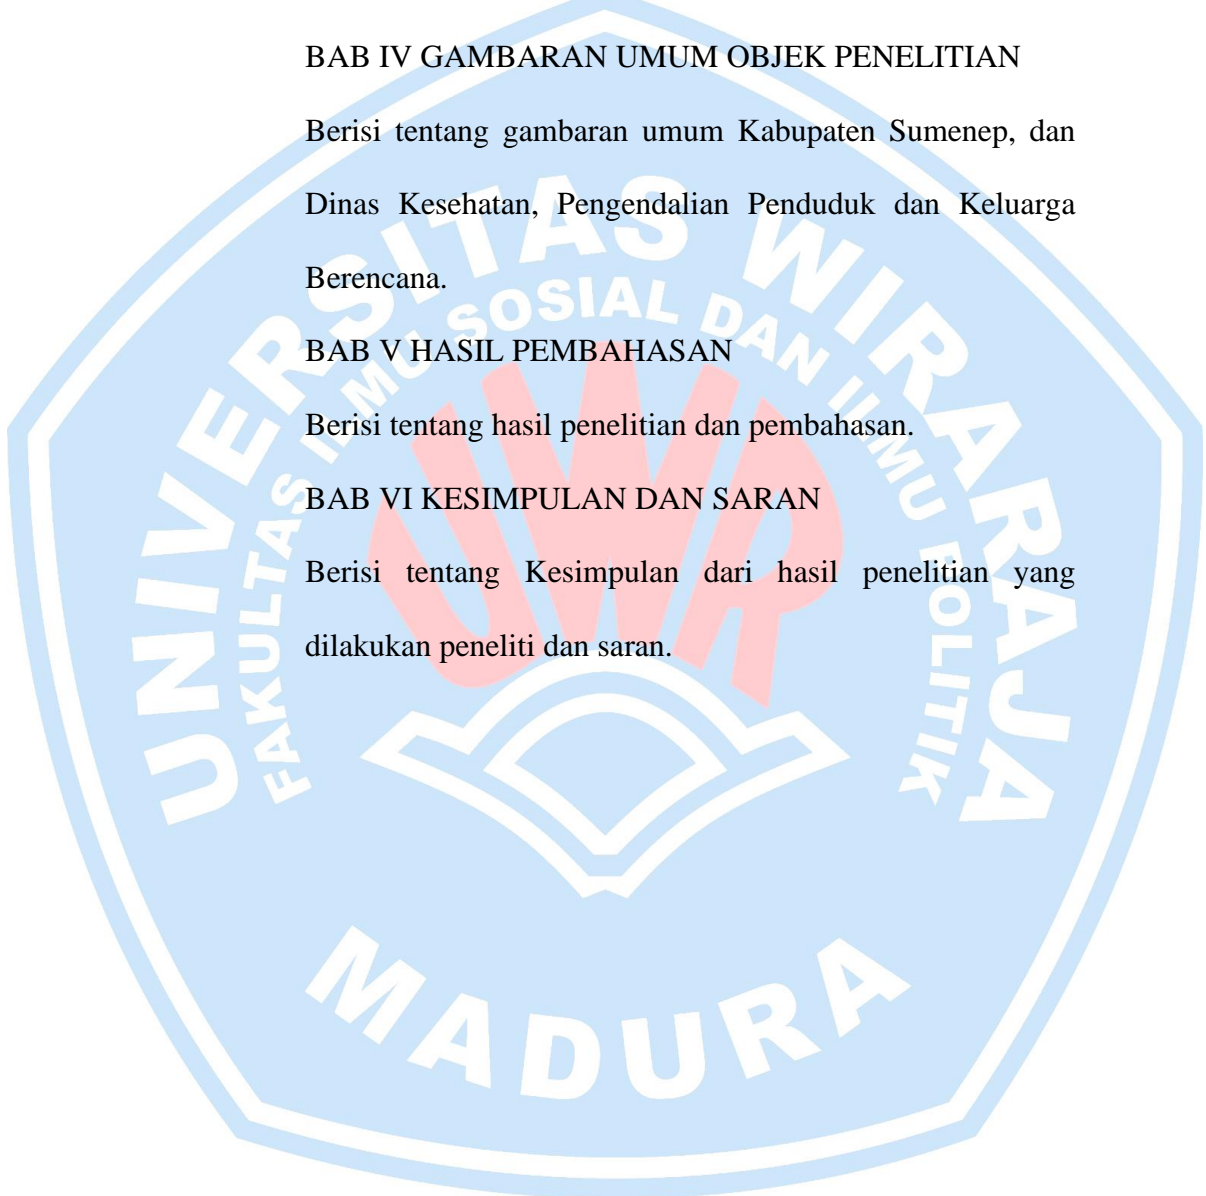 BAB IV GAMBARAN UMUM OBJEK PENELITIAN
Berisi tentang gambaran umum Kabupaten Sumenep, dan
Dinas Kesehatan, Pengendalian Penduduk dan Keluarga
Berencana.
BAB V HASIL PEMBAHASAN
Berisi tentang hasil penelitian dan pembahasan.
BAB VI KESIMPULAN DAN SARAN
Berisi tentang Kesimpulan dari hasil penelitian yang
dilakukan peneliti dan saran.
UNIVERSITAS WIRARAJA
FAKULTAS ILMU SOSIAL DAN ILMU POLITIK
UWR
MADURA